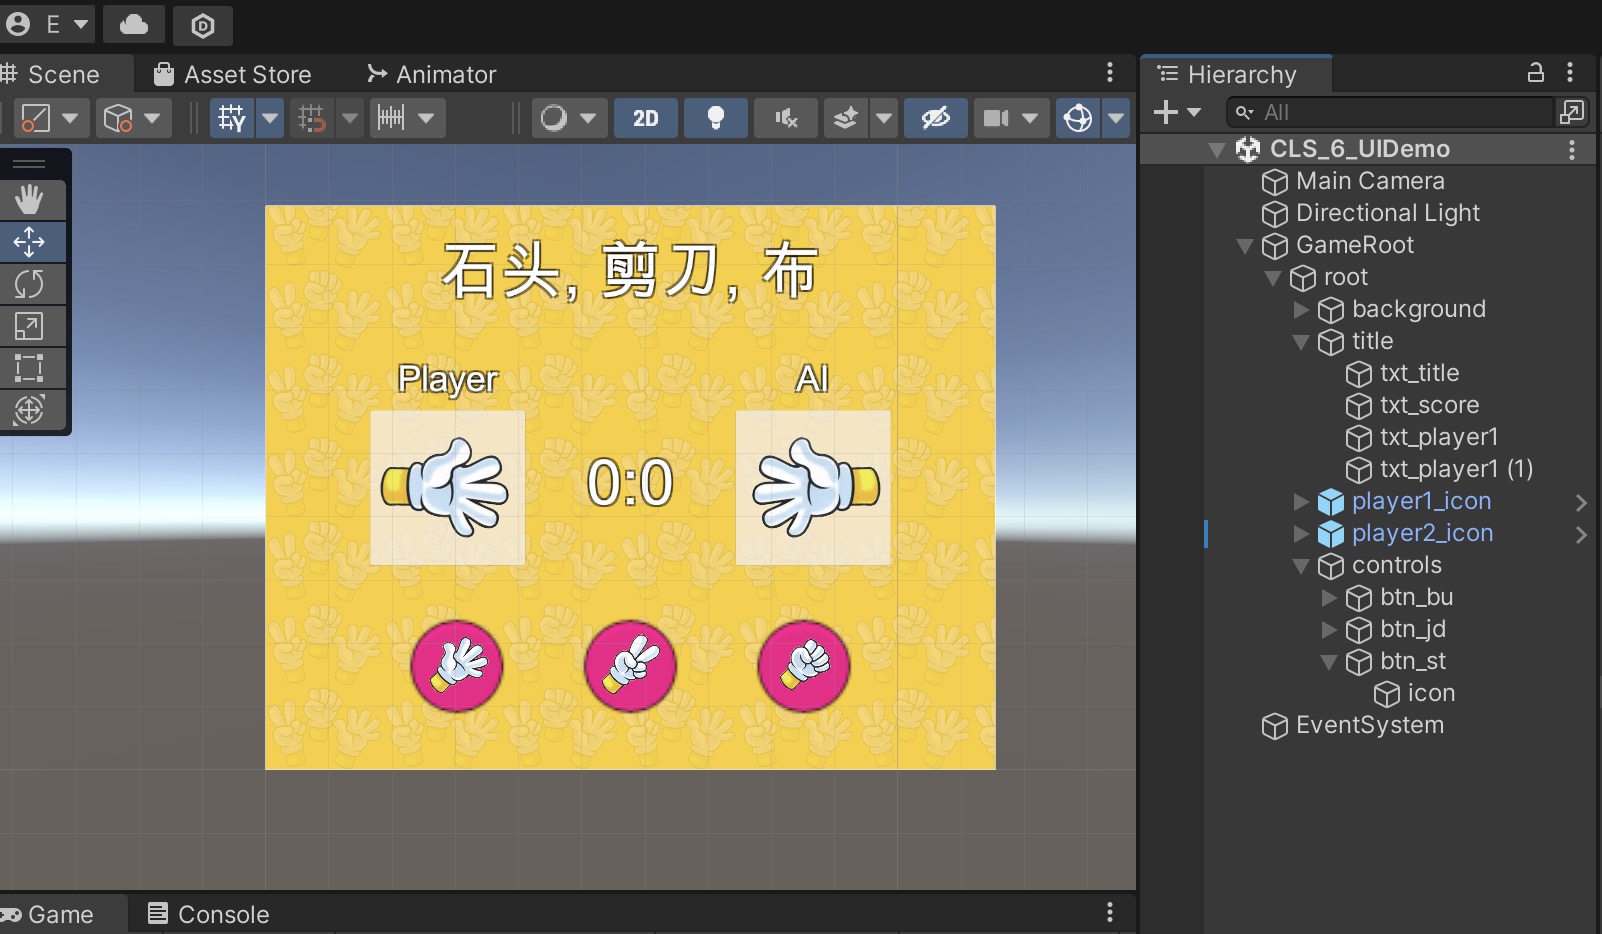 E
Scene
Asset Store
Animator
2D
石头, 剪刀, 布
Player
AI
0:0
Game
Console
Hierarchy
All
CLS_6_UIDemo
Main Camera
Directional Light
GameRoot
root
background
title
txt_title
txt_score
txt_player1
txt_player1 (1)
player1_icon
player2_icon
controls
btn_bu
btn_jd
btn_st
icon
EventSystem